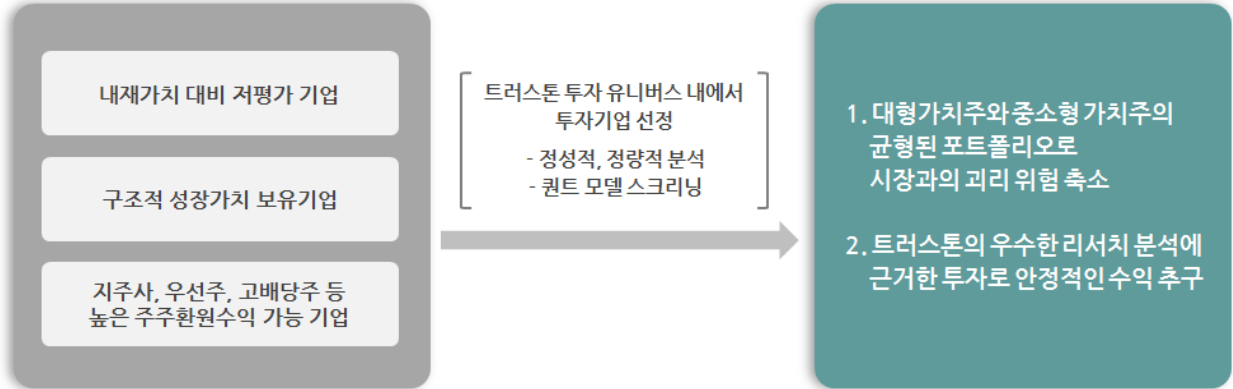 내재가치 대비 저평가 기업
구조적 성장가치 보유기업
지주사, 우선주, 고배당주 등
높은 주주환원수익 가능 기업
트러스톤 투자 유니버스 내에서
투자기업 선정
- 정성적, 정량적 분석
- 퀀트 모델 스크리닝
1. 대형가치주와 중소형 가치주의
균형된 포트폴리오로
시장과의 괴리 위험 축소
2. 트러스톤의 우수한 리서치 분석에
근거한 투자로 안정적인 수익 추구